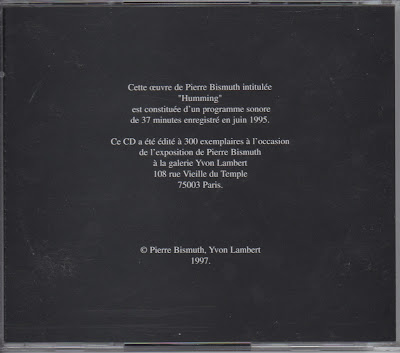 Cette œuvre de Pierre Bismuth intitulée
"Humming"
est constituée d'un programme sonore
de 37 minutes enregistré en juin 1995.
Ce CD a été édité à 300 exemplaires à l'occasion
de l'exposition de Pierre Bismuth
à la galerie Yvon Lambert
108 rue Vieille du Temple
75003 Paris.
© Pierre Bismuth, Yvon Lambert
1997.